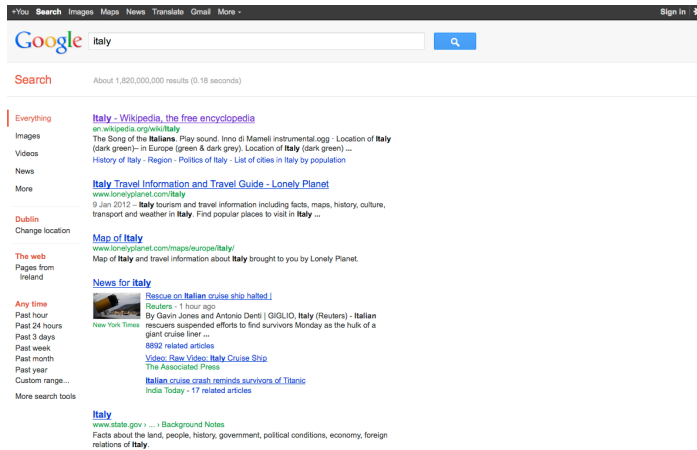 +You Search Images Maps News Translate Gmail More
Sign in
Google
italy
Search
About 1,820,000,000 results (0.18 seconds)
Everything
Images
Videos
News
More
Dublin
Change location
The web
Pages from
Ireland
Any time
Past hour
Past 24 hours
Past 3 days
Past week
Past month
Past year
Custom range...
More search tools
Italy - Wikipedia, the free encyclopedia
en.wikipedia.org/wiki/Italy
The Song of the Italians. Play sound. Inno di Mameli instrumental.ogg · Location of Italy
(dark green)– in Europe (green & dark grey). Location of Italy (dark green) ...
History of Italy - Region - Politics of Italy - List of cities in Italy by population
Italy Travel Information and Travel Guide - Lonely Planet
www.lonelyplanet.com/italy
9 Jan 2012 – Italy tourism and travel information including facts, maps, history, culture,
transport and weather in Italy. Find popular places to visit in Italy ...
Map of Italy
www.lonelyplanet.com/maps/europe/italy/
Map of Italy and travel information about Italy brought to you by Lonely Planet.
News for italy
New York Times
Rescue on Italian cruise ship halted |
Reuters - 1 hour ago
By Gavin Jones and Antonio Denti | GIGLIO, Italy (Reuters) - Italian
rescuers suspended efforts to find survivors Monday as the hulk of a
giant cruise liner ...
8892 related articles
Video: Raw Video: Italy Cruise Ship
The Associated Press
Italian cruise crash reminds survivors of Titanic
India Today - 17 related articles
Italy
www.state.gov › ... › Background Notes
Facts about the land, people, history, government, political conditions, economy, foreign
relations of Italy.